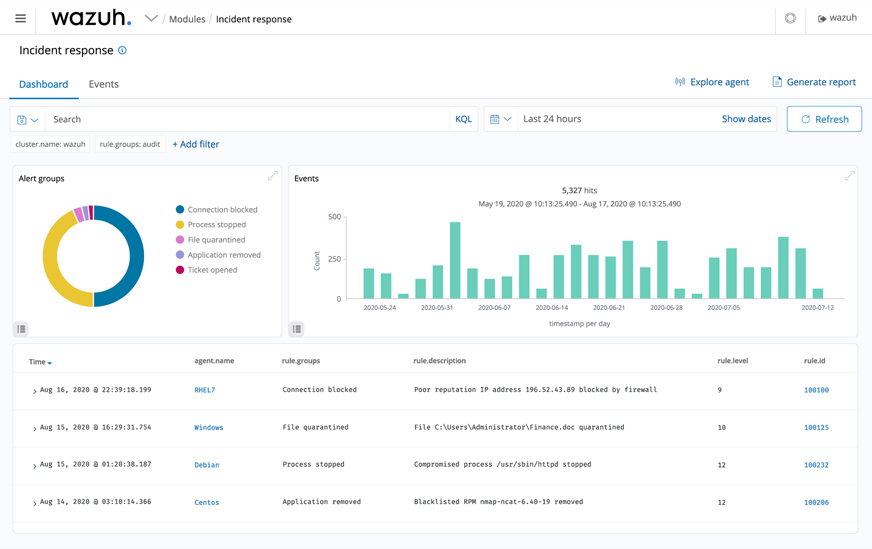 wazuh. / Modules / Incident response wazuh
Incident response
Dashboard Events Explore agent Generate report
Search KQL Last 24 hours Show dates Refresh
cluster.name: wazuh rule.groups: audit + Add filter
Alert groups
Connection blocked
Process stopped
File quarantined
Application removed
Ticket opened
Events
5,327 hits
May 19, 2020 @ 10:13:25.490 - Aug 17, 2020 @ 10:13:25.490
Count
500
250
0
2020-05-24 2020-05-31 2020-06-07 2020-06-14 2020-06-21 2020-06-28 2020-07-05 2020-07-12
timestamp per day
Time agent.name rule.groups rule.description rule.level rule.id
Aug 16, 2020 @ 22:39:18.199 RHEL7 Connection blocked Poor reputation IP address 196.52.43.89 blocked by firewall 9 100100
Aug 15, 2020 @ 16:29:31.754 Windows File quarantined File C:\Users\Administrator\Finance.doc quarantined 10 100125
Aug 15, 2020 @ 01:20:38.187 Debian Process stopped Compromised process /usr/sbin/httpd stopped 12 100232
Aug 14, 2020 @ 03:10:14.366 Centos Application removed Blacklisted RPM nmap-ncat-6.40-19 removed 12 100206